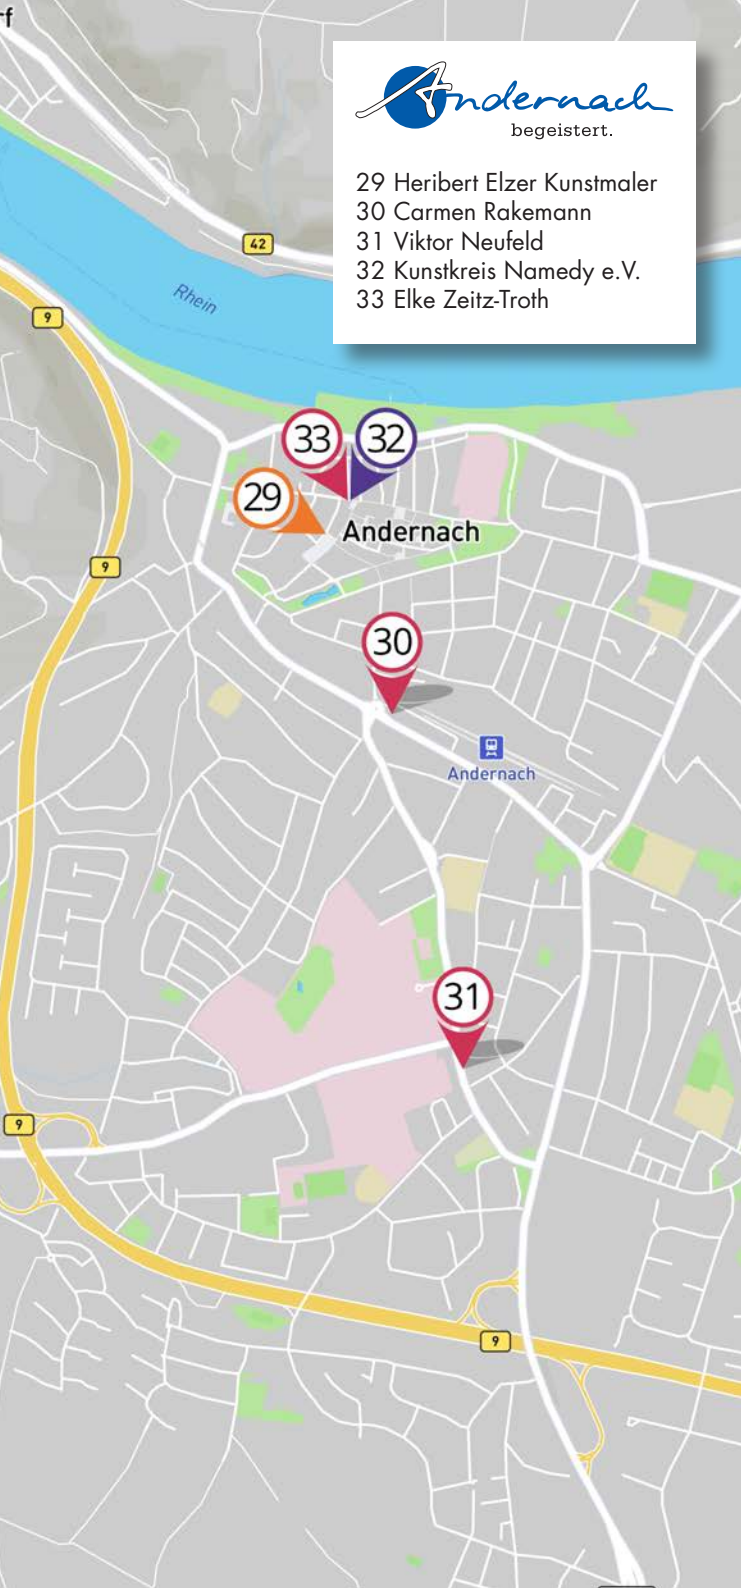 rf
Andernach
begeistert.
29 Heribert Elzer Kunstmaler
30 Carmen Rakemann
31 Viktor Neufeld
32 Kunstkreis Namedy e.V.
33 Elke Zeitz-Troth
42
Rhein
9
33
32
29
Andernach
9
30
Andernach
31
9
9